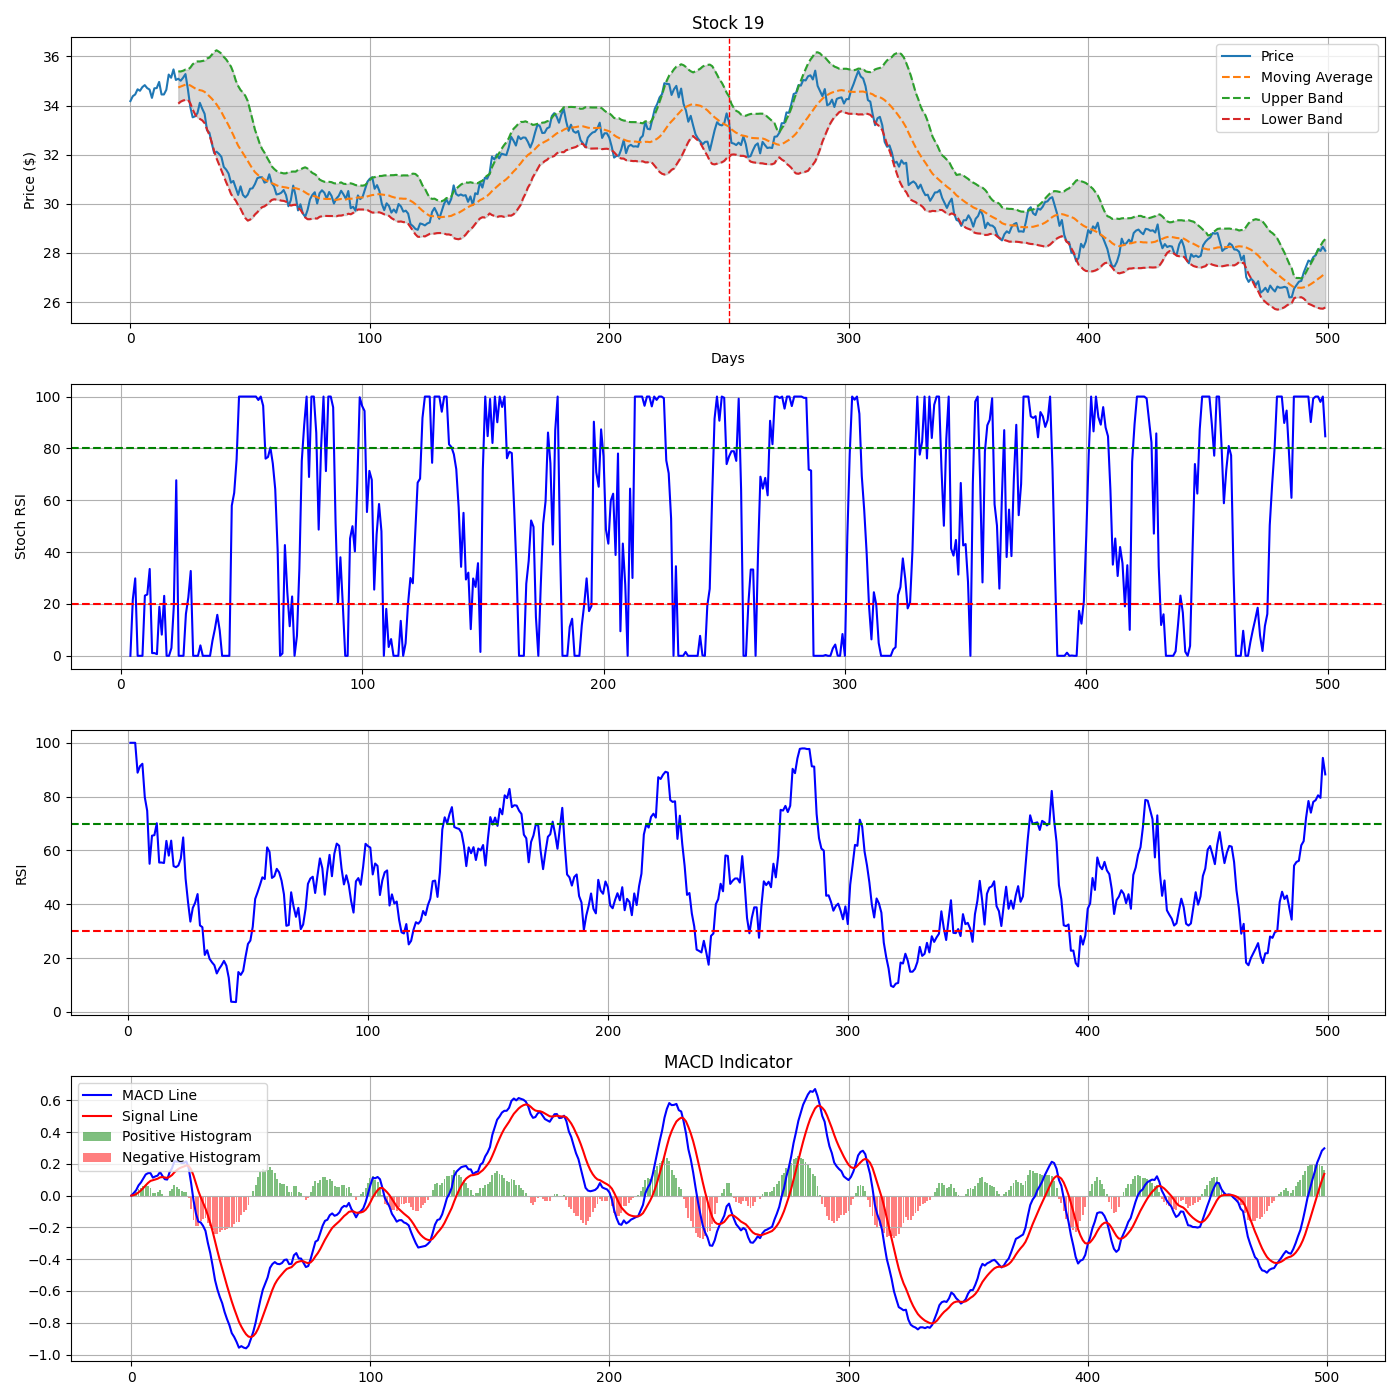 Stock 19
36
34
32
30
28
26
Price ($)
Price
Moving Average
Upper Band
Lower Band
0 100 200 300 400 500
Days
100
80
60
40
20
0
Stoch RSI
0 100 200 300 400 500
100
80
60
40
20
0
RSI
0 100 200 300 400 500
MACD Indicator
MACD Line
Signal Line
Positive Histogram
Negative Histogram
0.6
0.4
0.2
0.0
−0.2
−0.4
−0.6
−0.8
−1.0
0 100 200 300 400 500